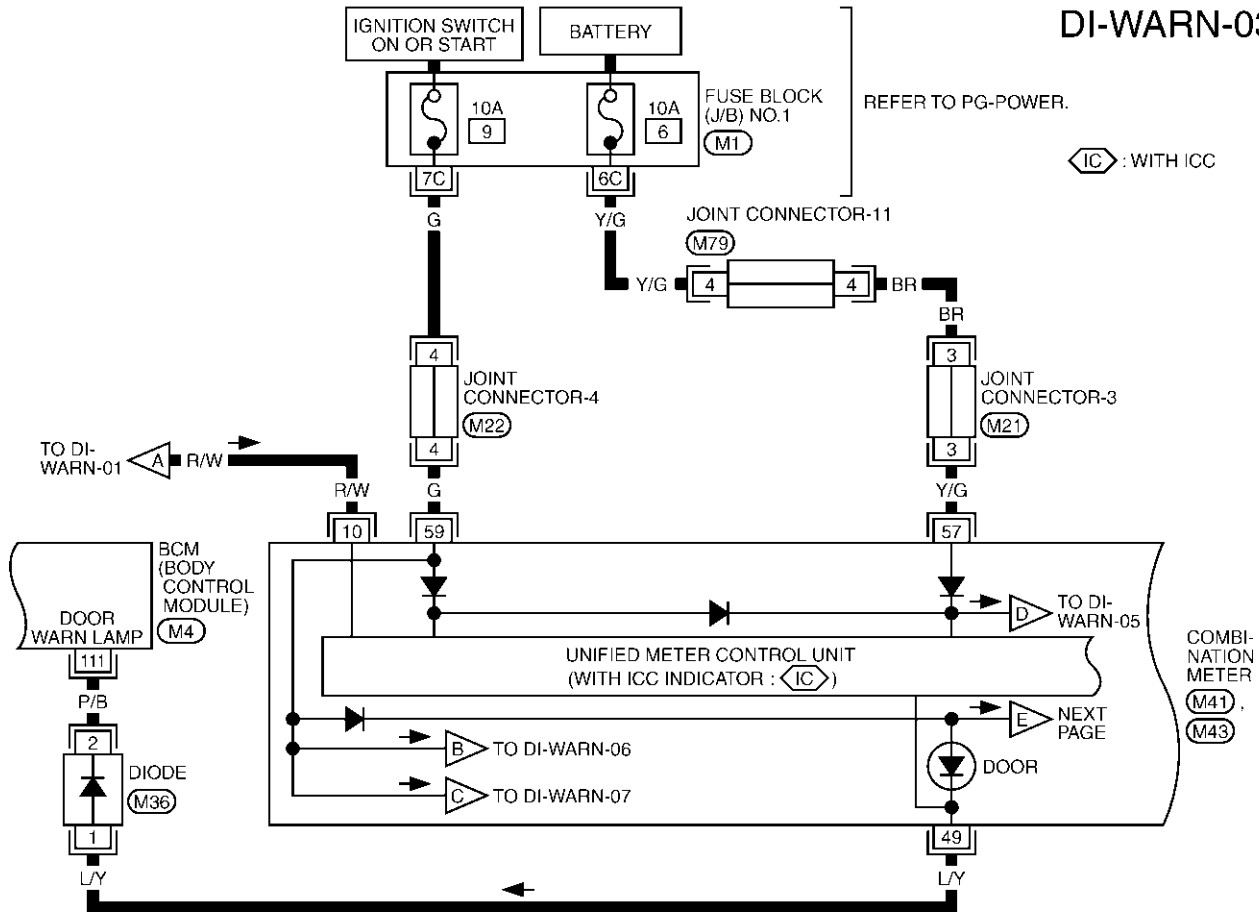 DI-WARN-03
IGNITION SWITCH
ON OR START
BATTERY
10A
9
10A
6
FUSE BLOCK
(J/B) NO.1
M1
REFER TO PG-POWER.
IC : WITH ICC
7C
6C
G
Y/G
JOINT CONNECTOR-11
M79
Y/G
4
4
BR
BR
4
JOINT
CONNECTOR-4
M22
4
3
JOINT
CONNECTOR-3
M21
3
TO DI-
WARN-01
A
R/W
R/W
G
Y/G
10
59
57
BCM
(BODY
CONTROL
MODULE)
M4
DOOR
WARN LAMP
111
P/B
2
DIODE
M36
1
L/Y
D
TO DI-
WARN-05
UNIFIED METER CONTROL UNIT
(WITH ICC INDICATOR : IC )
COMBI-
NATION
METER
M41 ,
M43
E
NEXT
PAGE
B
TO DI-WARN-06
DOOR
C
TO DI-WARN-07
49
L/Y